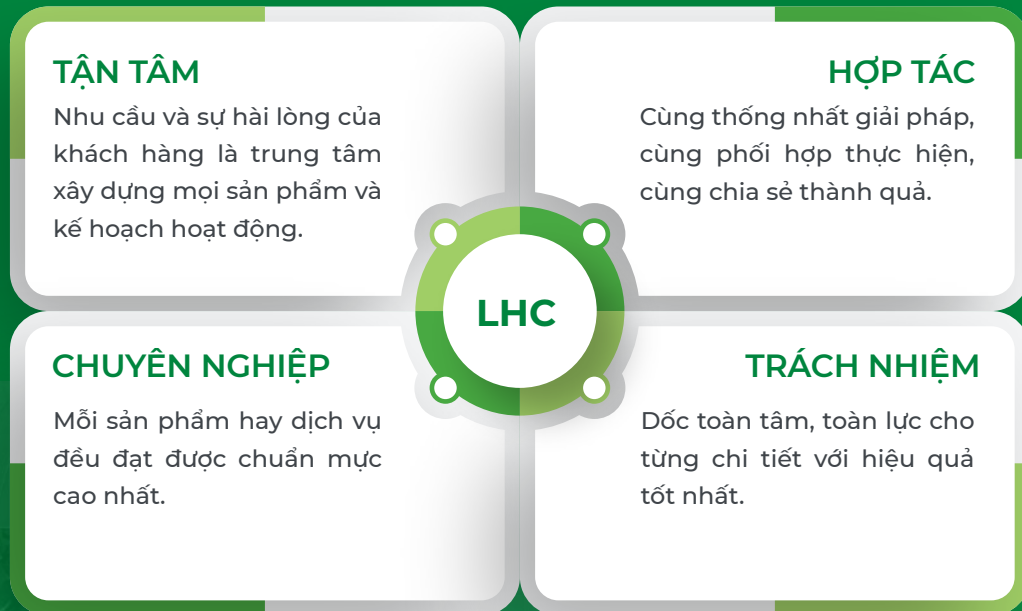 TẬN TÂM
Nhu cầu và sự hài lòng của
khách hàng là trung tâm
xây dựng mọi sản phẩm và
kế hoạch hoạt động.
HỢP TÁC
Cùng thống nhất giải pháp,
cùng phối hợp thực hiện,
cùng chia sẻ thành quả.
LHC
CHUYÊN NGHIỆP
Mỗi sản phẩm hay dịch vụ
đều đạt được chuẩn mực
cao nhất.
TRÁCH NHIỆM
Dốc toàn tâm, toàn lực cho
từng chi tiết với hiệu quả
tốt nhất.